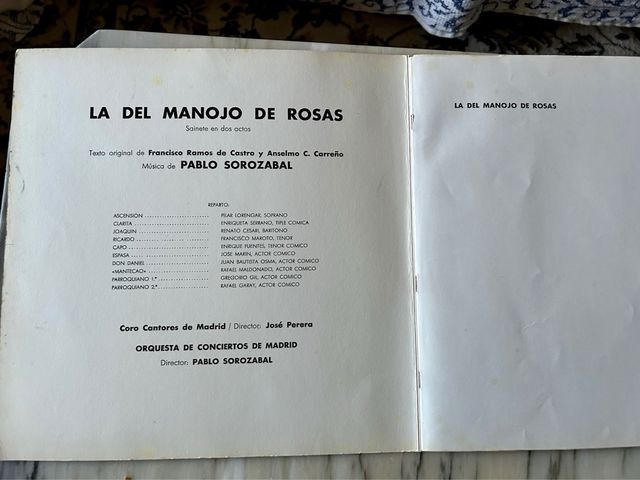 LA DEL MANOJO DE ROSAS
Sainete en dos actos
Texto original de Francisco Ramos de Castro y Anselmo C. Carreño
Música de PABLO SOROZABAL
REPARTO:
ASCENSION ........................ PILAR LORENGAR, SOPRANO
CLARITA ........................ ENRIQUETA SERRANO, TIPLE COMICA
JOAQUIN ........................ RENATO CESARI, BARITONO
RICARDO ........................ FRANCISCO MAROTO, TENOR
CAPO ........................ ENRIQUE FUENTES, TENOR COMICO
ESPASA ........................ JOSE MARIN, ACTOR COMICO
DON DANIEL ........................ JUAN BAUTISTA OSMA, ACTOR COMICO
«MANTECAO» ........................ RAFAEL MALDONADO, ACTOR COMICO
PARROQUIANO 1.º ........................ GREGORIO GIL, ACTOR COMICO
PARROQUIANO 2.º ........................ RAFAEL GARAY, ACTOR COMICO
Coro Cantores de Madrid / Director: José Perera
ORQUESTA DE CONCIERTOS DE MADRID
Director: PABLO SOROZABAL
LA DEL MANOJO DE ROSAS